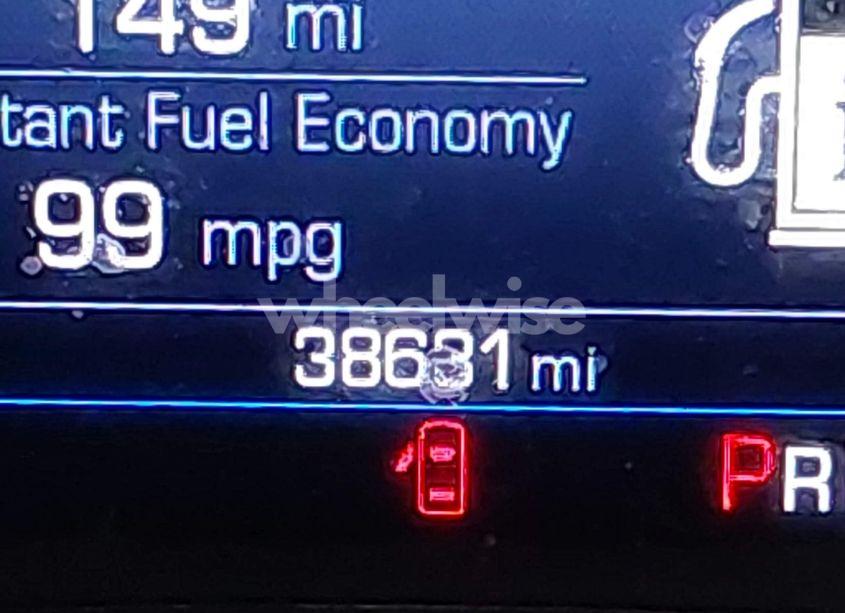 149 mi
tant Fuel Economy
99 mpg
wheelwise
mi
PR